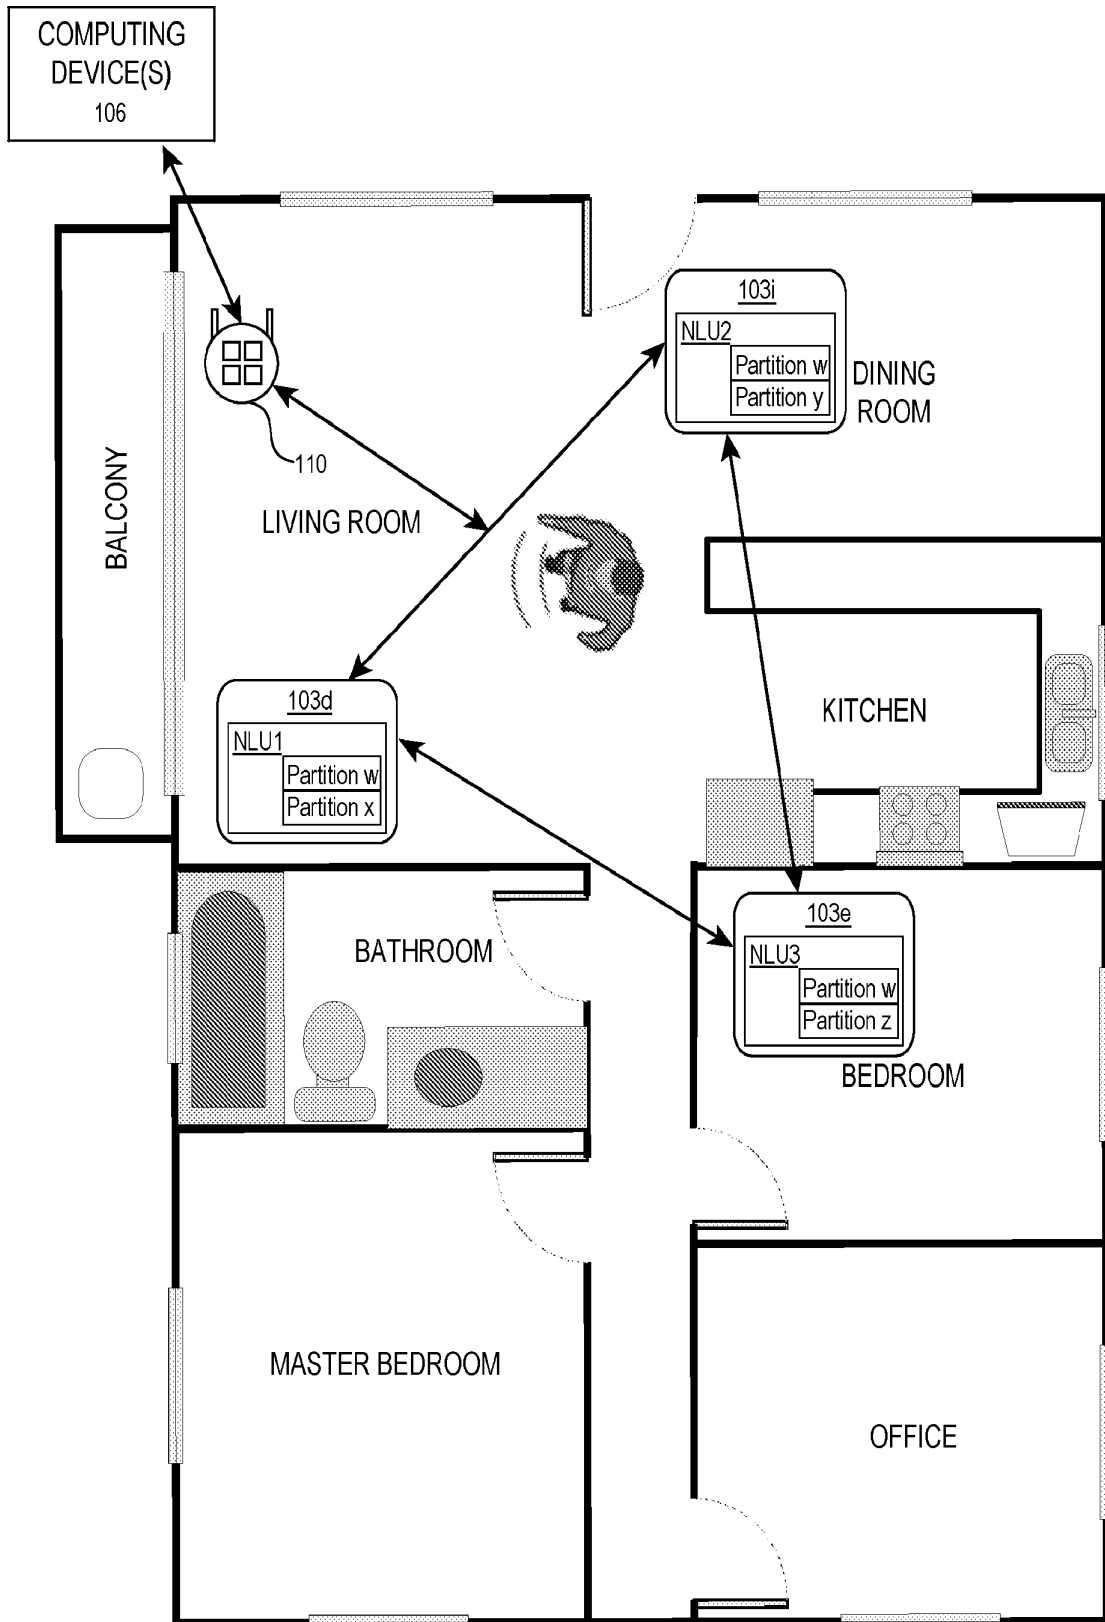 COMPUTING
DEVICE(S)
106
103i
NLU2
Partition w
Partition y
DINING
ROOM
110
BALCONY
LIVING ROOM
103d
NLU1
Partition w
Partition x
KITCHEN
103e
NLU3
Partition w
Partition z
BATHROOM
BEDROOM
MASTER BEDROOM
OFFICE